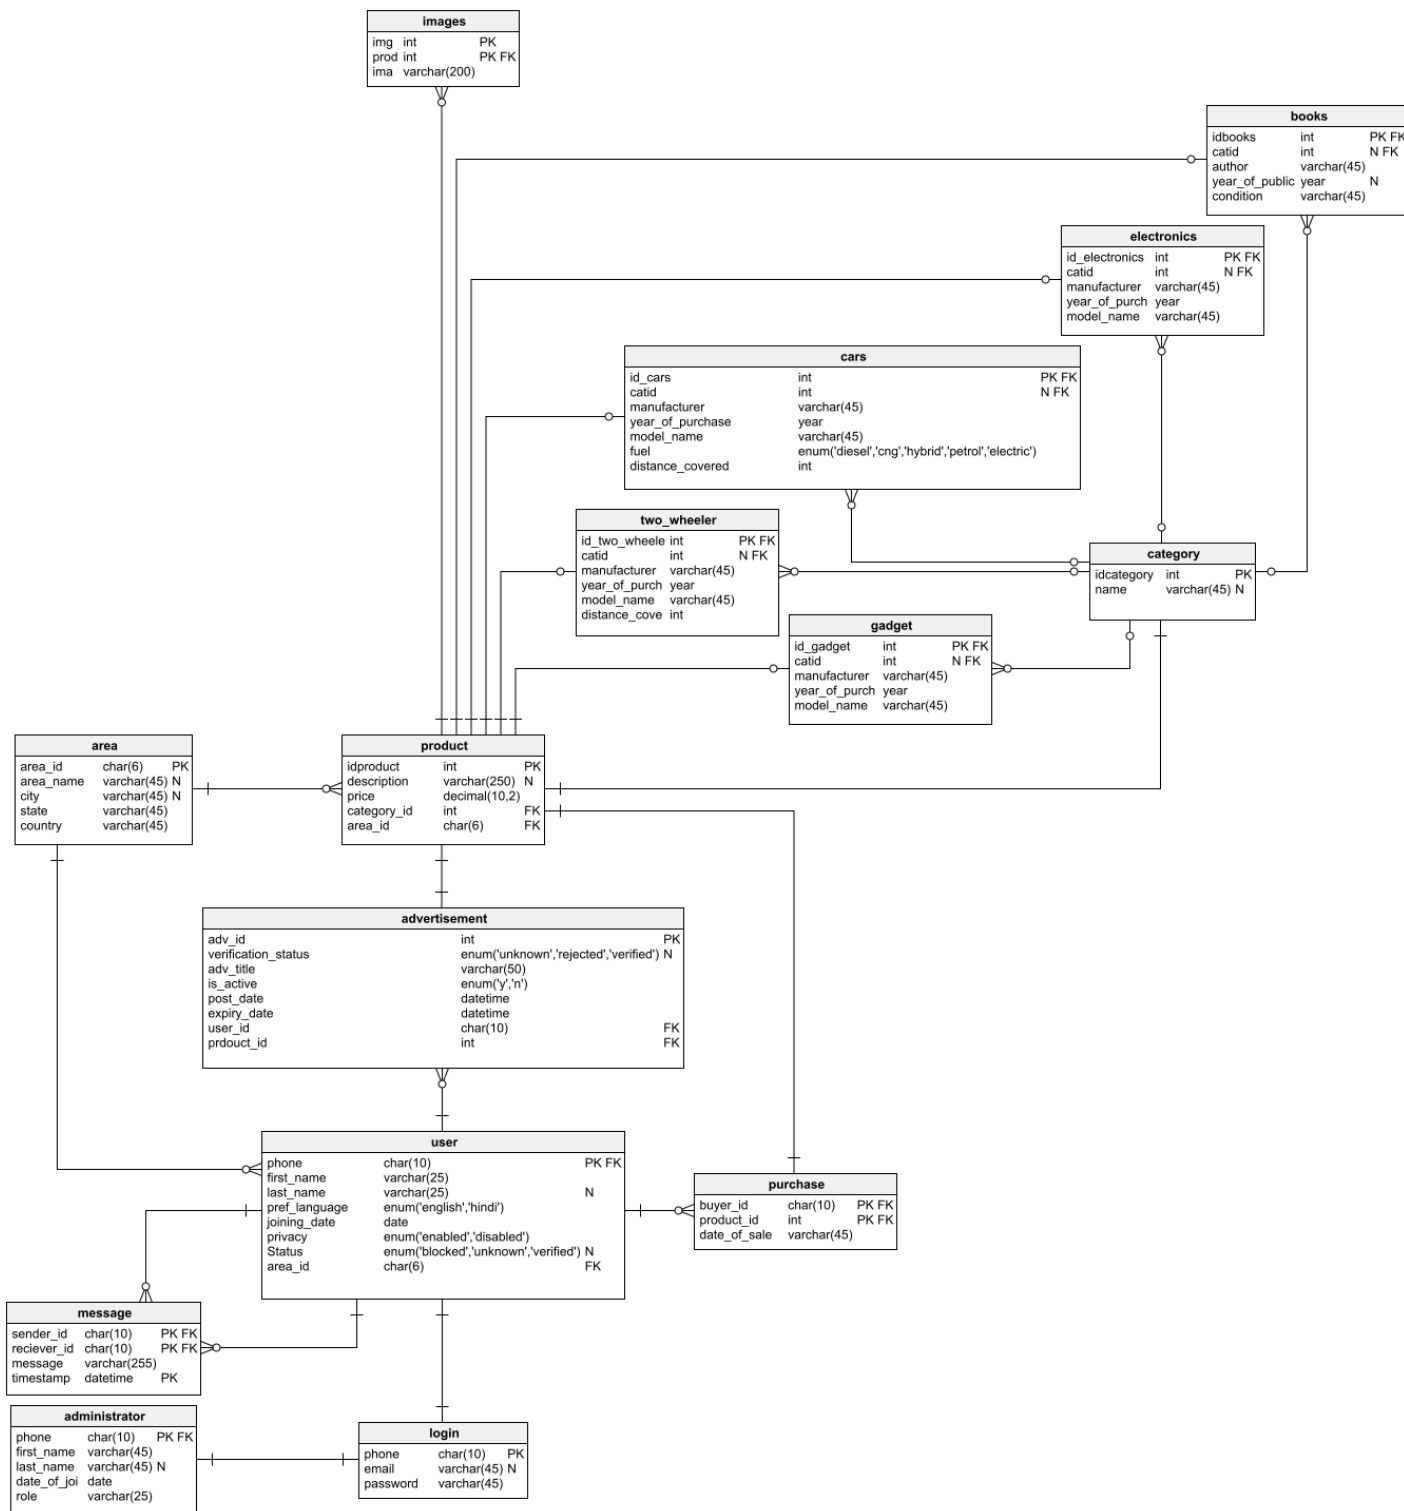 images
img int PK
prod int PK FK
ima varchar(200)
books
idbooks int PK FK
catid int N FK
author varchar(45)
year_of_public year N
condition varchar(45)
electronics
id_electronics int PK FK
catid int N FK
manufacturer varchar(45)
year_of_purch year
model_name varchar(45)
cars
id_cars int PK FK
catid int N FK
manufacturer varchar(45)
year_of_purchase year
model_name varchar(45)
fuel enum('diesel','cng','hybrid','petrol','electric')
distance_covered int
two_wheeler
id_two_wheele int PK FK
catid int N FK
manufacturer varchar(45)
year_of_purch year
model_name varchar(45)
distance_cove int
category
idcategory int PK
name varchar(45) N
gadget
id_gadget int PK FK
catid int N FK
manufacturer varchar(45)
year_of_purch year
model_name varchar(45)
area
area_id char(6) PK
area_name varchar(45) N
city varchar(45) N
state varchar(45)
country varchar(45)
product
idproduct int PK
description varchar(250) N
price decimal(10,2)
category_id int FK
area_id char(6) FK
advertisement
adv_id int PK
verification_status enum('unknown','rejected','verified') N
adv_title varchar(50)
is_active enum('y','n')
post_date datetime
expiry_date datetime
user_id char(10) FK
prdouct_id int FK
user
phone char(10) PK FK
first_name varchar(25)
last_name varchar(25) N
pref_language enum('english','hindi')
joining_date date
privacy enum('enabled','disabled')
Status enum('blocked','unknown','verified') N
area_id char(6) FK
purchase
buyer_id char(10) PK FK
product_id int PK FK
date_of_sale varchar(45)
message
sender_id char(10) PK FK
reciever_id char(10) PK FK
message varchar(255)
timestamp datetime PK
administrator
phone char(10) PK FK
first_name varchar(45)
last_name varchar(45) N
date_of_joi date
role varchar(25)
login
phone char(10) PK
email varchar(45) N
password varchar(45)